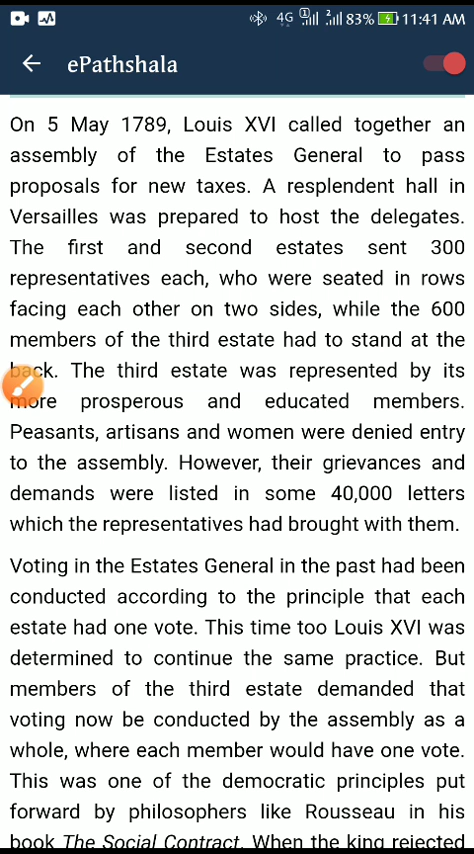 4G 1 2 83% 11:41 AM
ePathshala
On 5 May 1789, Louis XVI called together an
assembly of the Estates General to pass
proposals for new taxes. A resplendent hall in
Versailles was prepared to host the delegates.
The first and second estates sent 300
representatives each, who were seated in rows
facing each other on two sides, while the 600
members of the third estate had to stand at the
back. The third estate was represented by its
more prosperous and educated members.
Peasants, artisans and women were denied entry
to the assembly. However, their grievances and
demands were listed in some 40,000 letters
which the representatives had brought with them.
Voting in the Estates General in the past had been
conducted according to the principle that each
estate had one vote. This time too Louis XVI was
determined to continue the same practice. But
members of the third estate demanded that
voting now be conducted by the assembly as a
whole, where each member would have one vote.
This was one of the democratic principles put
forward by philosophers like Rousseau in his
book The Social Contract. When the king rejected